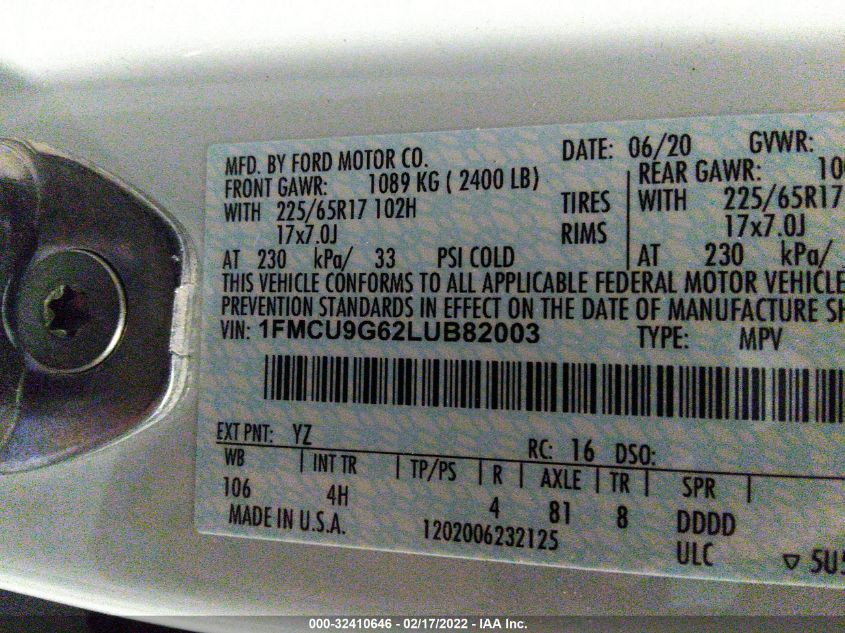 MFD. BY FORD MOTOR CO. DATE: 06/20 GVWR:
FRONT GAWR: 1089 KG ( 2400 LB) REAR GAWR: 10
WITH 225/65R17 102H TIRES WITH 225/65R17
17x7.0J RIMS 17x7.0J
AT 230 kPa/ 33 PSI COLD AT 230 kPa/
THIS VEHICLE CONFORMS TO ALL APPLICABLE FEDERAL MOTOR VEHICLE
PREVENTION STANDARDS IN EFFECT ON THE DATE OF MANUFACTURE SH
VIN: 1FMCU9G62LUB82003 TYPE: MPV
EXT PNT: YZ RC: 16 DSO:
WB INT TR TP/PS R AXLE TR SPR
106 4H 4 81 8 DDDD
MADE IN U.S.A. 1202006232125 ULC ▽ 5U5
000-32410646 - 02/17/2022 - IAA Inc.